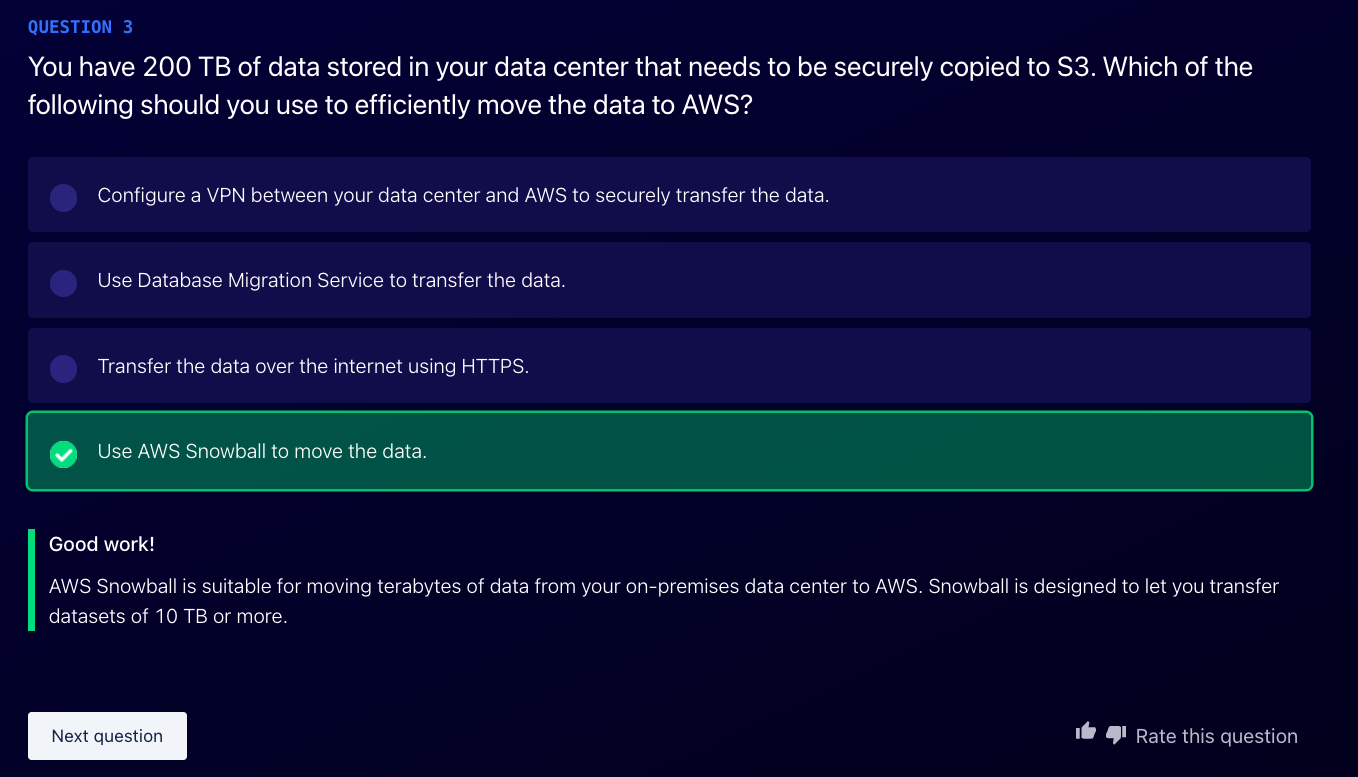 QUESTION 3
You have 200 TB of data stored in your data center that needs to be securely copied to S3. Which of the
following should you use to efficiently move the data to AWS?
Configure a VPN between your data center and AWS to securely transfer the data.
Use Database Migration Service to transfer the data.
Transfer the data over the internet using HTTPS.
Use AWS Snowball to move the data.
Good work!
AWS Snowball is suitable for moving terabytes of data from your on-premises data center to AWS. Snowball is designed to let you transfer
datasets of 10 TB or more.
Next question
Rate this question